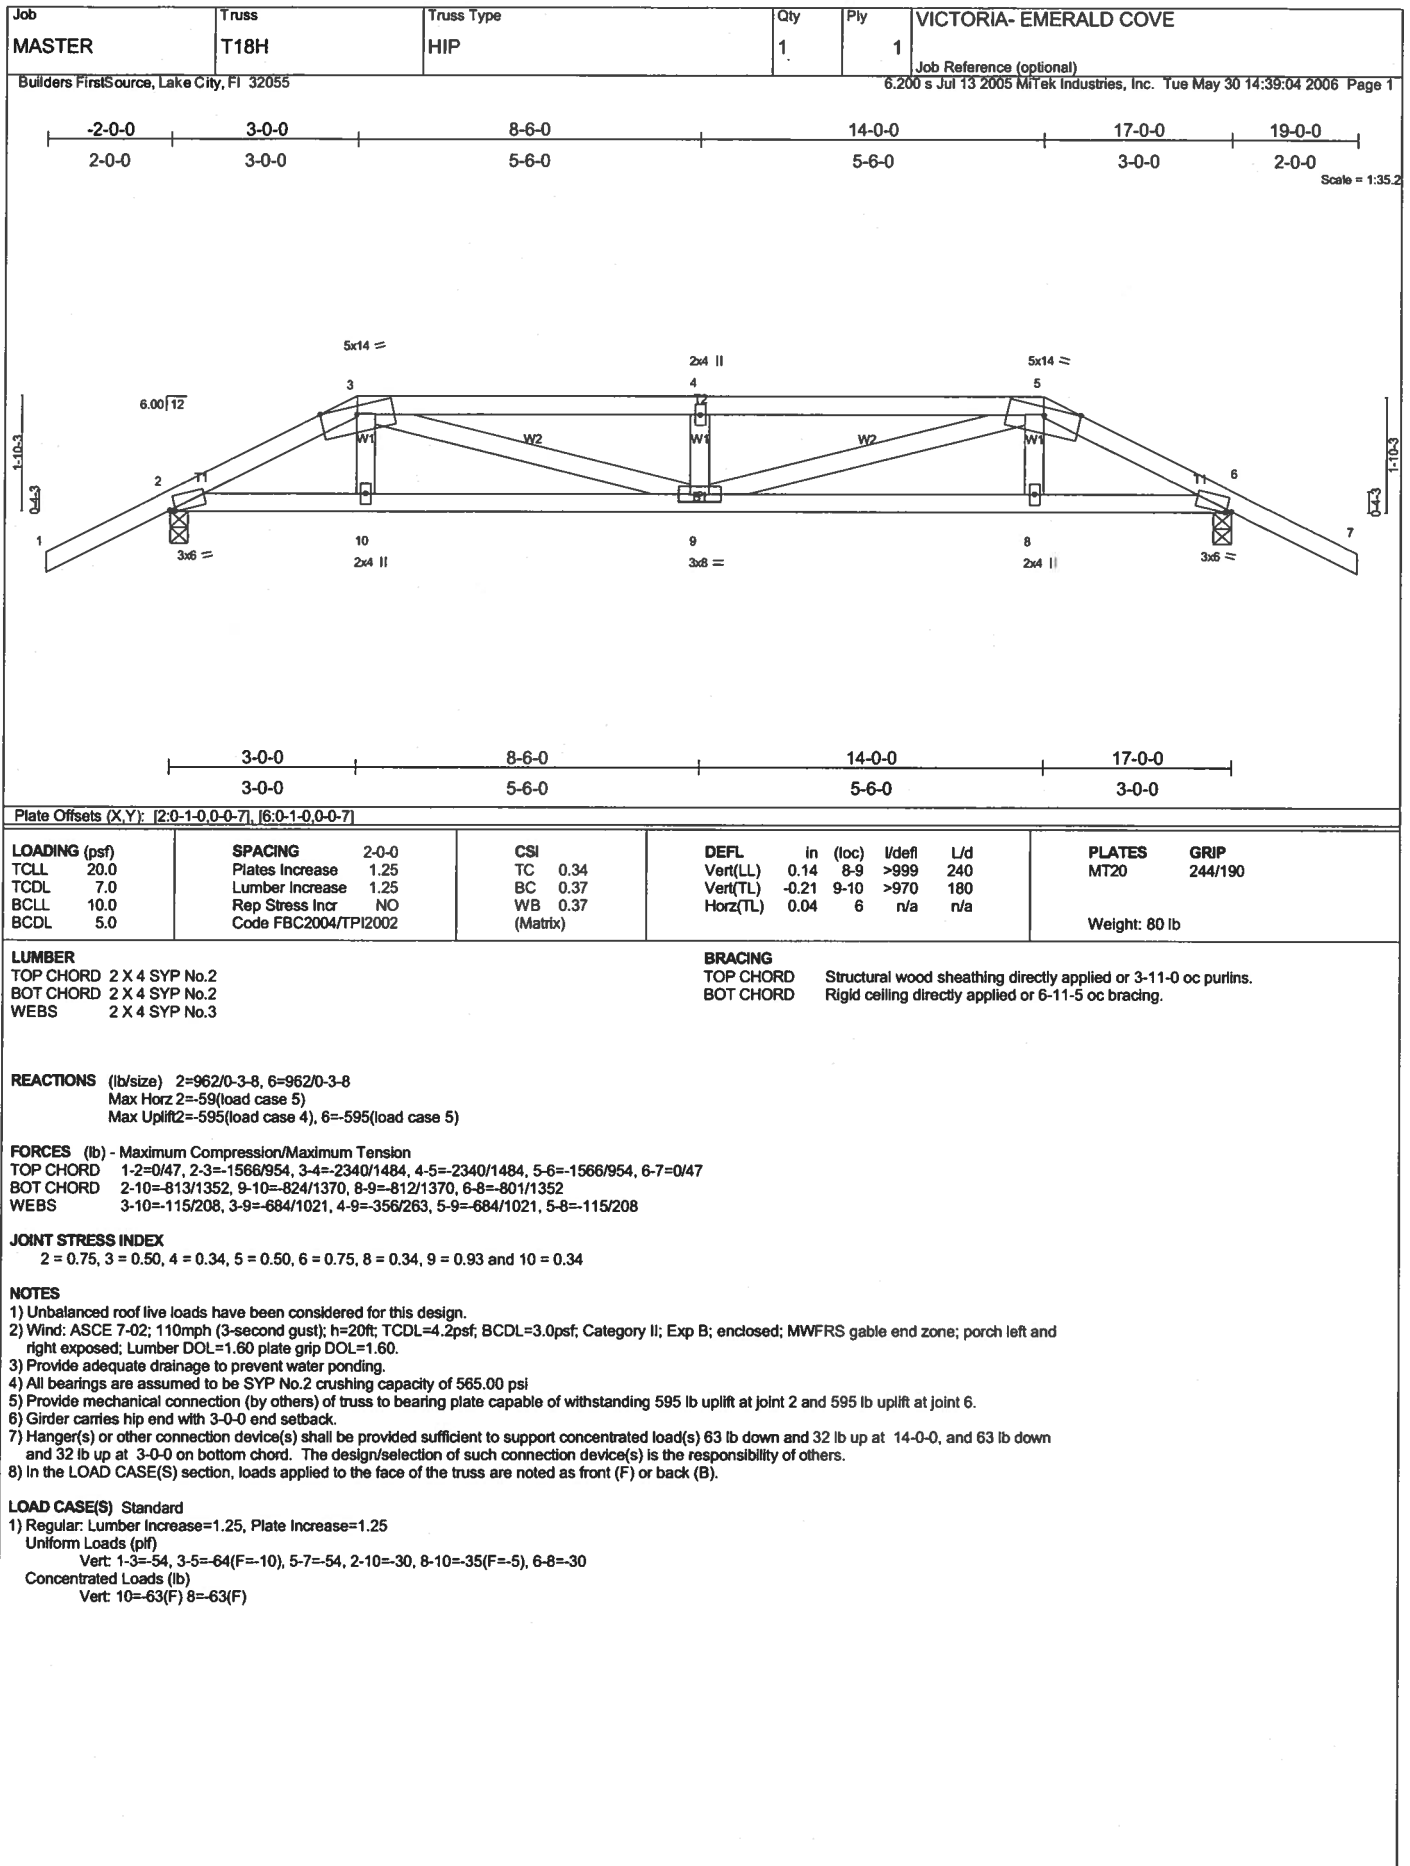 Job Truss Truss Type Qty Ply VICTORIA- EMERALD COVE
MASTER T18H HIP 1 1
Job Reference (optional)
Builders FirstSource, Lake City, Fl 32055 6.200 s Jul 13 2005 MiTek Industries, Inc. Tue May 30 14:39:04 2006 Page 1
-2-0-0 3-0-0 8-6-0 14-0-0 17-0-0 19-0-0
2-0-0 3-0-0 5-6-0 5-6-0 3-0-0 2-0-0
Scale = 1:35.2
5x14 = 2x4 II 5x14 =
3 4 5
6.00 12 T2
W1 W2 W1 W2 W1
1-10-3 1-10-3
2 T1 T1 6
0-4-3 B1 0-4-3
1 10 9 8 7
3x6 = 2x4 II 3x8 = 2x4 II 3x6 =
3-0-0 8-6-0 14-0-0 17-0-0
3-0-0 5-6-0 5-6-0 3-0-0
Plate Offsets (X,Y): [2:0-1-0,0-0-7], [6:0-1-0,0-0-7]
LOADING (psf) SPACING 2-0-0 CSI DEFL in (loc) l/defl L/d PLATES GRIP
TCLL 20.0 Plates Increase 1.25 TC 0.34 Vert(LL) 0.14 8-9 >999 240 MT20 244/190
TCDL 7.0 Lumber Increase 1.25 BC 0.37 Vert(TL) -0.21 9-10 >970 180
BCLL 10.0 Rep Stress Incr NO WB 0.37 Horz(TL) 0.04 6 n/a n/a
BCDL 5.0 Code FBC2004/TPI2002 (Matrix) Weight: 80 lb
LUMBER BRACING
TOP CHORD 2 X 4 SYP No.2 TOP CHORD Structural wood sheathing directly applied or 3-11-0 oc purlins.
BOT CHORD 2 X 4 SYP No.2 BOT CHORD Rigid ceiling directly applied or 6-11-5 oc bracing.
WEBS 2 X 4 SYP No.3
REACTIONS (lb/size) 2=962/0-3-8, 6=962/0-3-8
Max Horz 2=-59(load case 5)
Max Uplift2=-595(load case 4), 6=-595(load case 5)
FORCES (lb) - Maximum Compression/Maximum Tension
TOP CHORD 1-2=0/47, 2-3=-1566/954, 3-4=-2340/1484, 4-5=-2340/1484, 5-6=-1566/954, 6-7=0/47
BOT CHORD 2-10=-813/1352, 9-10=-824/1370, 8-9=-812/1370, 6-8=-801/1352
WEBS 3-10=-115/208, 3-9=-684/1021, 4-9=-356/263, 5-9=-684/1021, 5-8=-115/208
JOINT STRESS INDEX
2 = 0.75, 3 = 0.50, 4 = 0.34, 5 = 0.50, 6 = 0.75, 8 = 0.34, 9 = 0.93 and 10 = 0.34
NOTES
1) Unbalanced roof live loads have been considered for this design.
2) Wind: ASCE 7-02; 110mph (3-second gust); h=20ft; TCDL=4.2psf; BCDL=3.0psf; Category II; Exp B; enclosed; MWFRS gable end zone; porch left and
right exposed; Lumber DOL=1.60 plate grip DOL=1.60.
3) Provide adequate drainage to prevent water ponding.
4) All bearings are assumed to be SYP No.2 crushing capacity of 565.00 psi
5) Provide mechanical connection (by others) of truss to bearing plate capable of withstanding 595 lb uplift at joint 2 and 595 lb uplift at joint 6.
6) Girder carries hip end with 3-0-0 end setback.
7) Hanger(s) or other connection device(s) shall be provided sufficient to support concentrated load(s) 63 lb down and 32 lb up at 14-0-0, and 63 lb down
and 32 lb up at 3-0-0 on bottom chord. The design/selection of such connection device(s) is the responsibility of others.
8) In the LOAD CASE(S) section, loads applied to the face of the truss are noted as front (F) or back (B).
LOAD CASE(S) Standard
1) Regular: Lumber Increase=1.25, Plate Increase=1.25
Uniform Loads (plf)
Vert: 1-3=-54, 3-5=-64(F=-10), 5-7=-54, 2-10=-30, 8-10=-35(F=-5), 6-8=-30
Concentrated Loads (lb)
Vert: 10=-63(F) 8=-63(F)